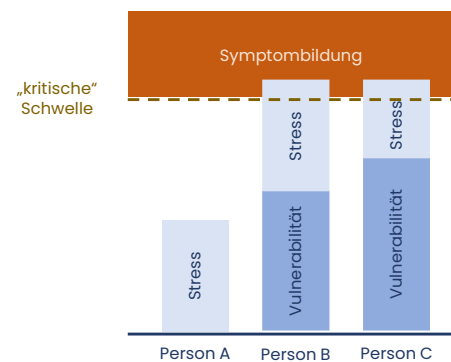 Symptombildung
„kritische“
Schwelle
Stress
Stress
Stress
Vulnerabilität
Vulnerabilität
Person A
Person B
Person C